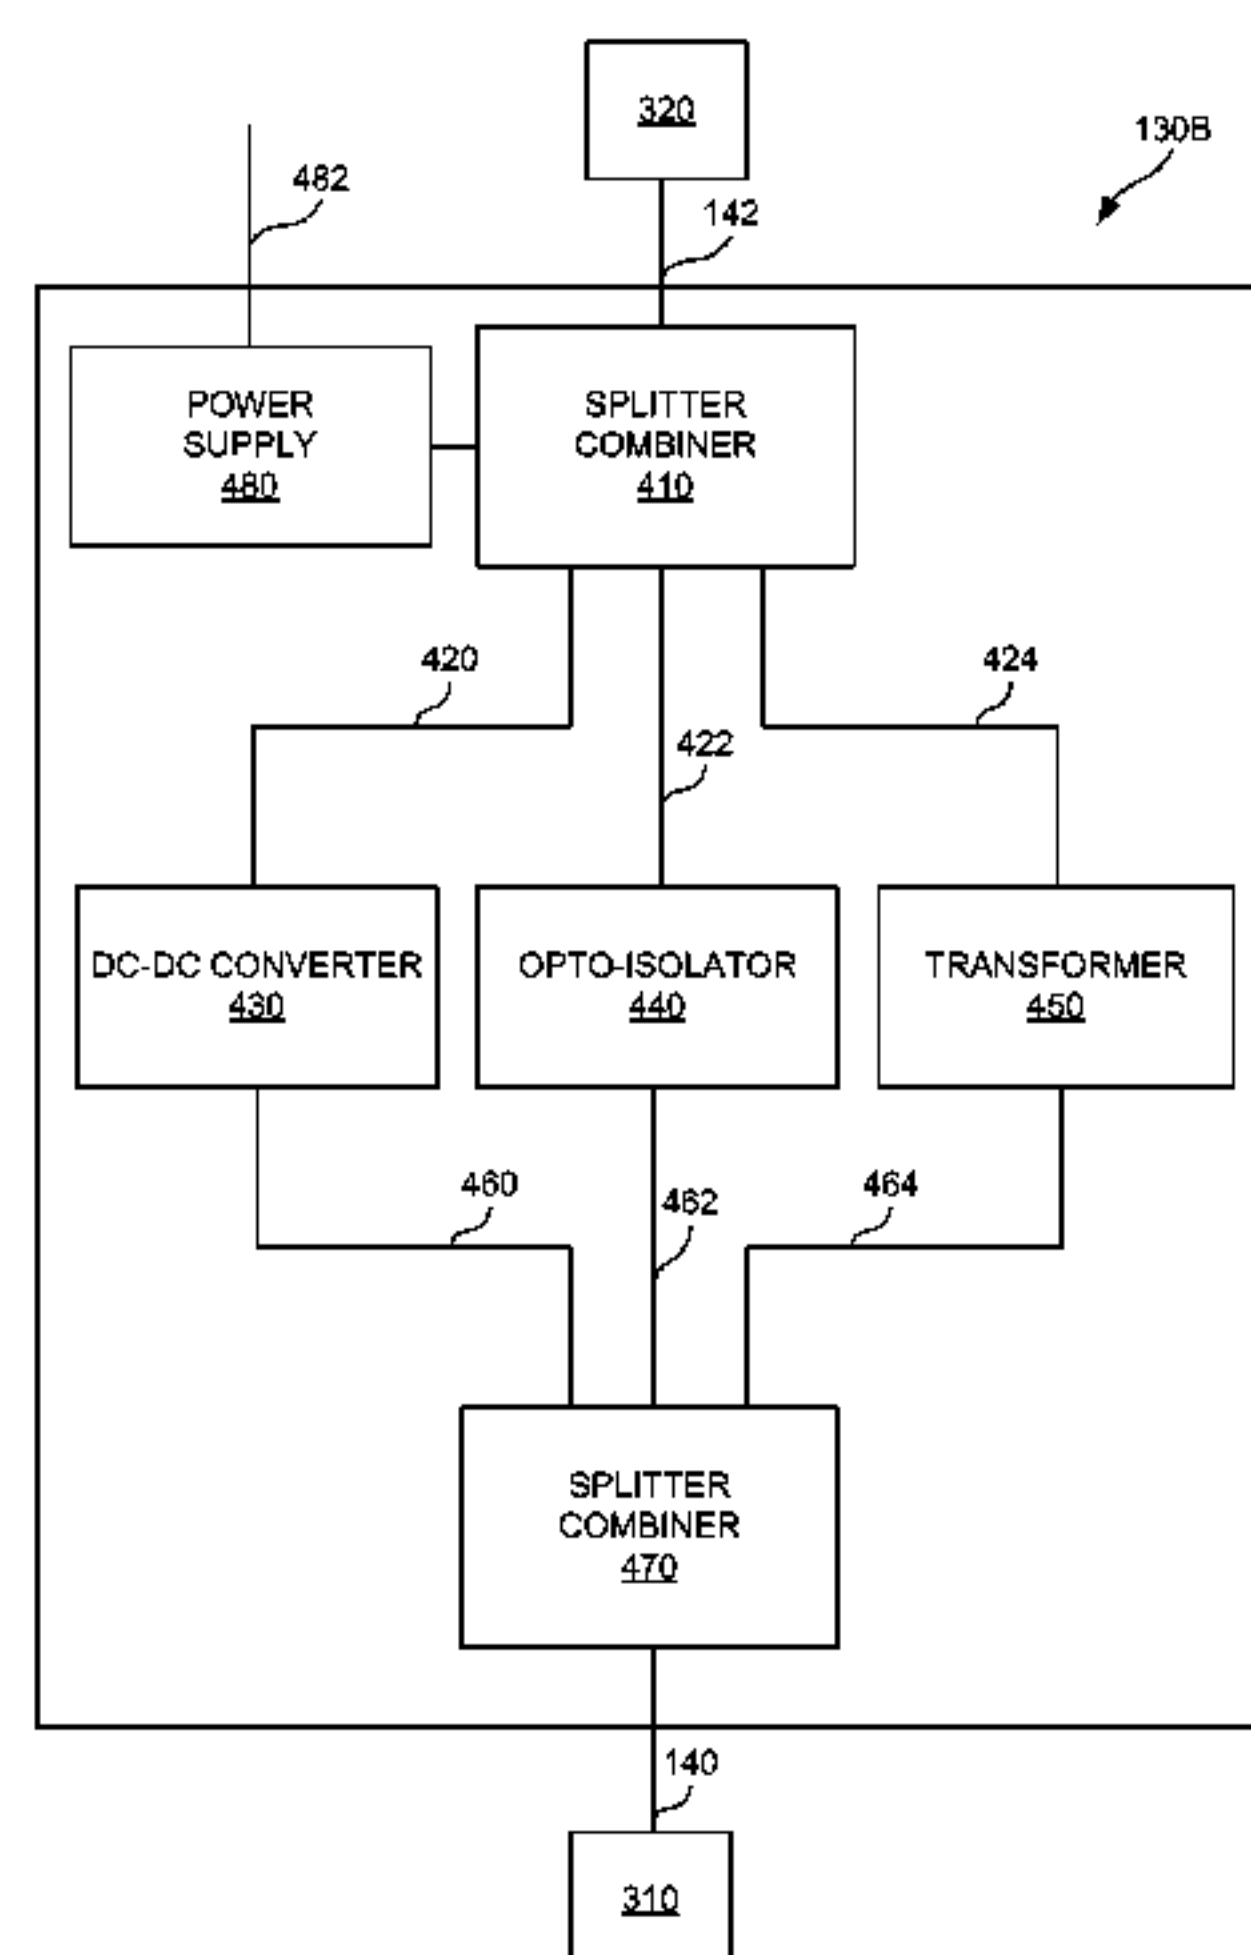 320
130B
482
142
POWER
SUPPLY
480
SPLITTER
COMBINER
410
420
424
422
DC-DC CONVERTER
430
OPTO-ISOLATOR
440
TRANSFORMER
450
460
462
464
SPLITTER
COMBINER
470
140
310